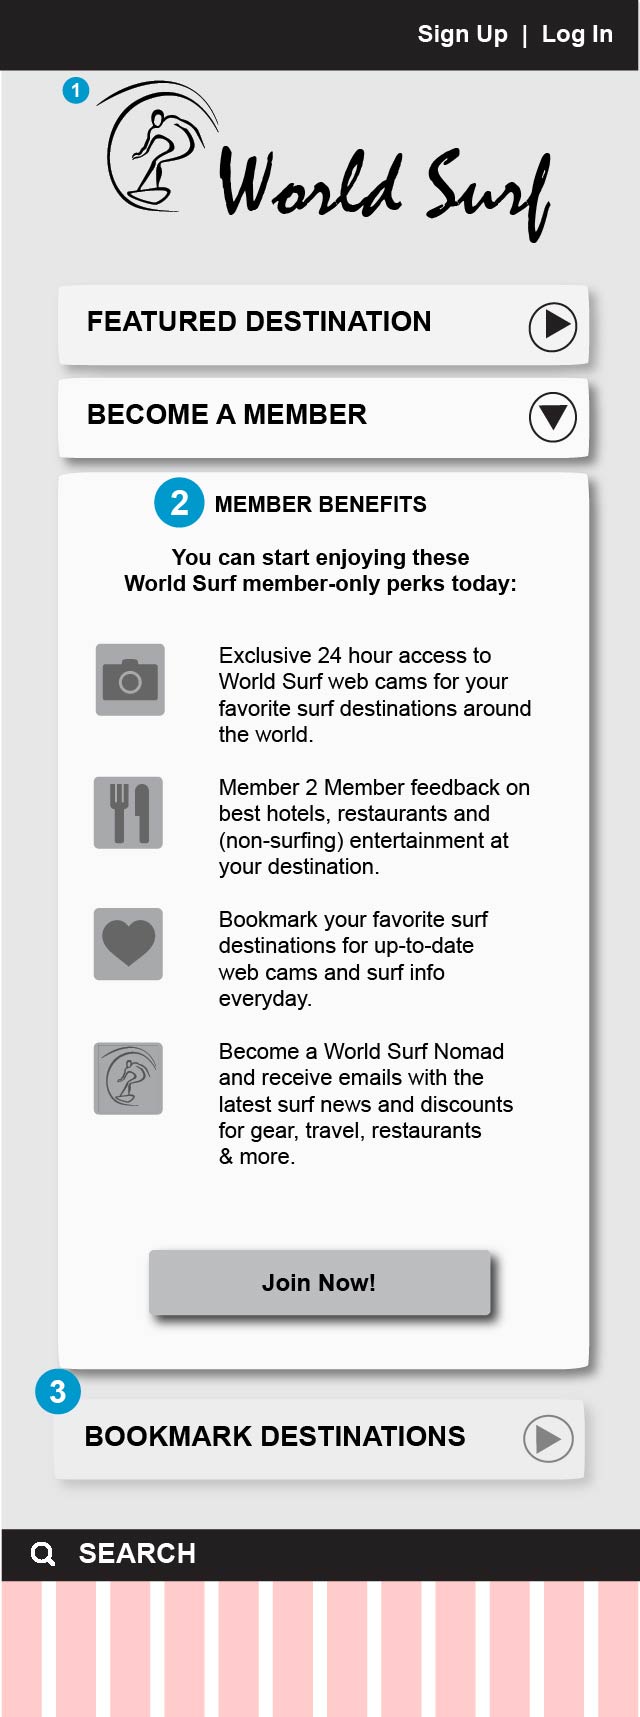 Sign Up | Log In
1
World Surf
FEATURED DESTINATION
BECOME A MEMBER
2 MEMBER BENEFITS
You can start enjoying these
World Surf member-only perks today:
Exclusive 24 hour access to
World Surf web cams for your
favorite surf destinations around
the world.
Member 2 Member feedback on
best hotels, restaurants and
(non-surfing) entertainment at
your destination.
Bookmark your favorite surf
destinations for up-to-date
web cams and surf info
everyday.
Become a World Surf Nomad
and receive emails with the
latest surf news and discounts
for gear, travel, restaurants
& more.
Join Now!
3
BOOKMARK DESTINATIONS
SEARCH